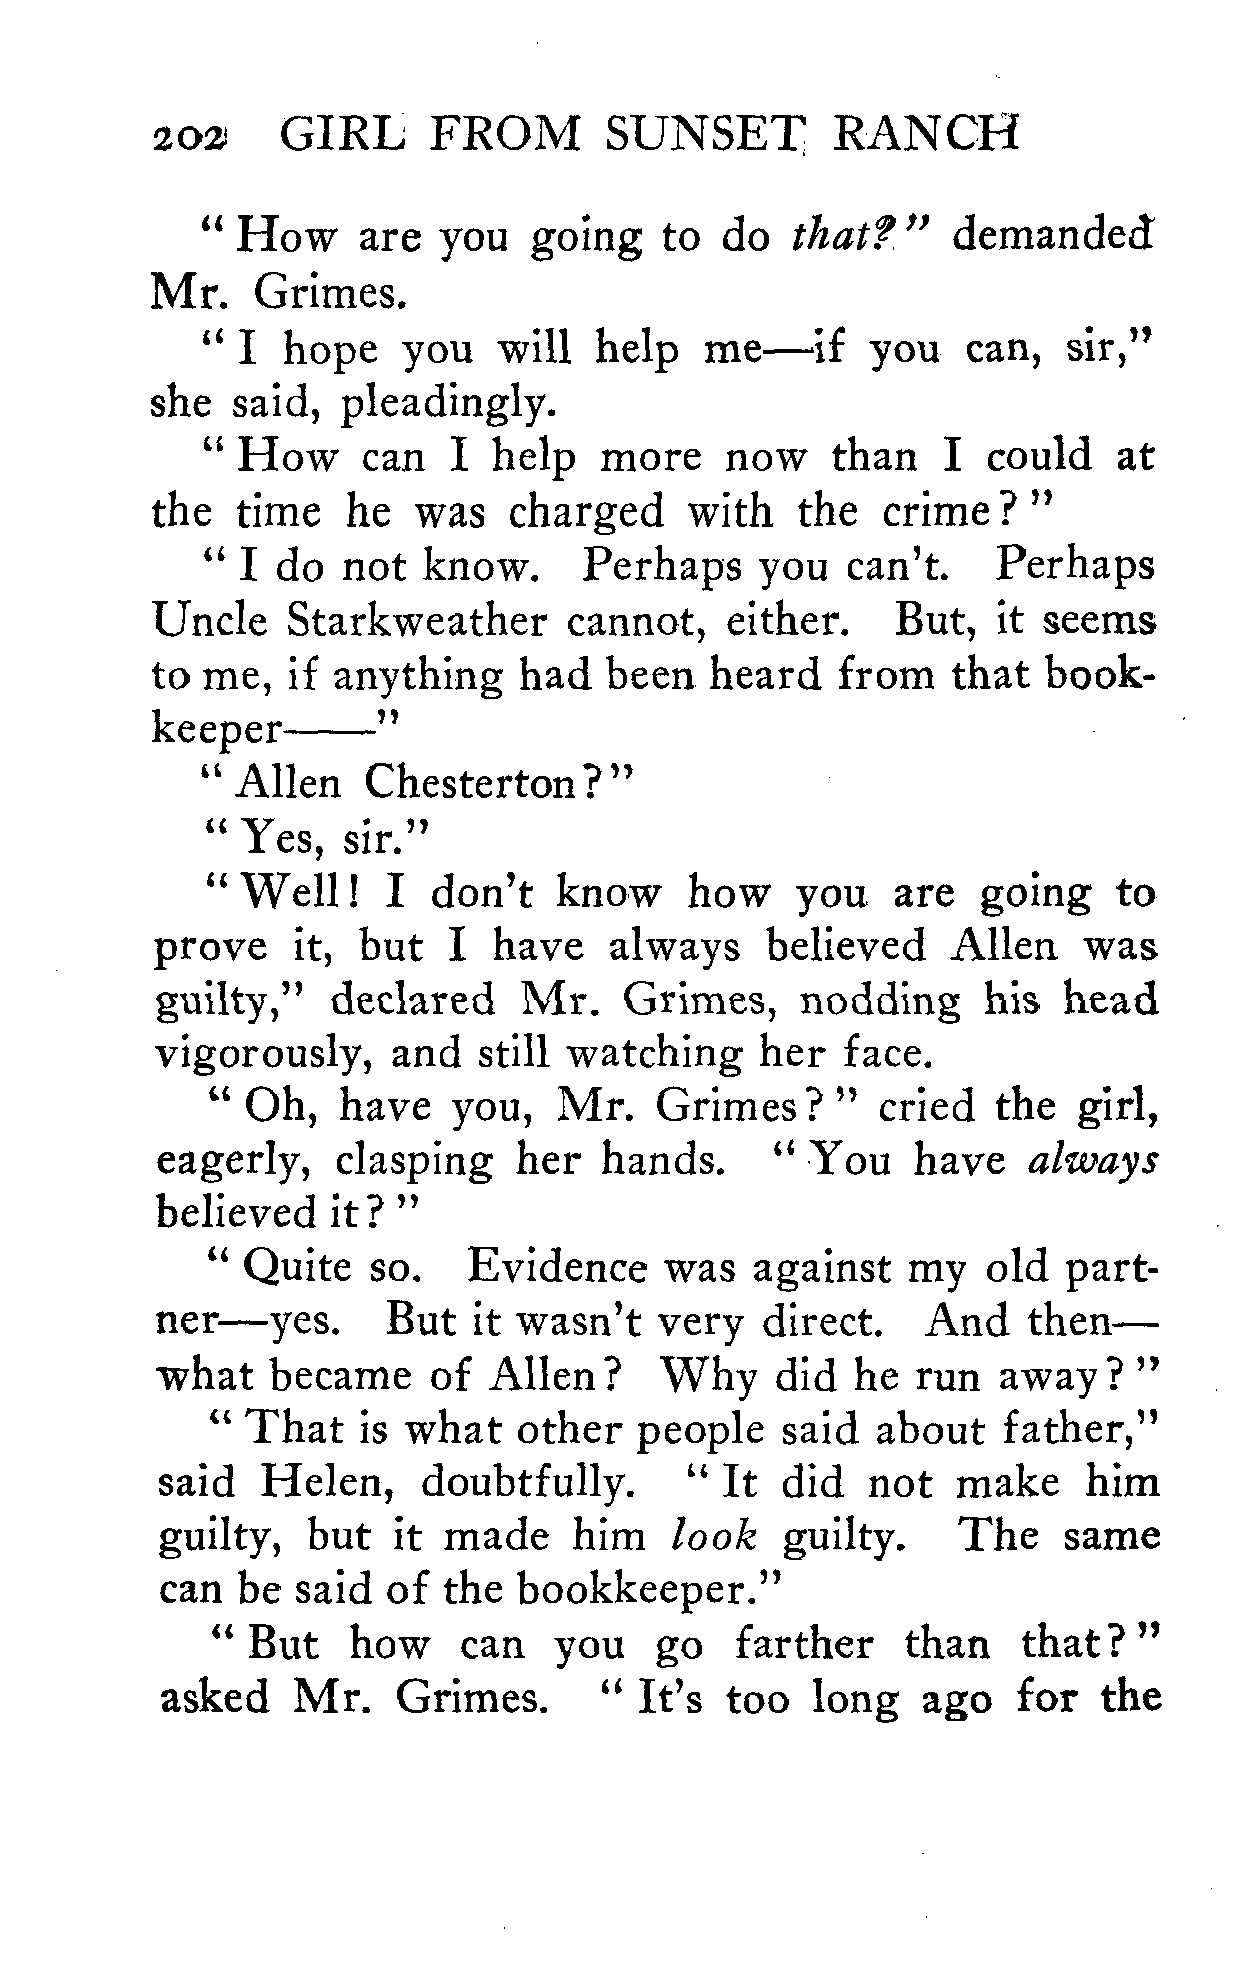 202 GIRL FROM SUNSET RANCH
" How are you going to do that? " demanded
Mr. Grimes.
" I hope you will help me—if you can, sir,"
she said, pleadingly.
" How can I help more now than I could at
the time he was charged with the crime? "
" I do not know. Perhaps you can't. Perhaps
Uncle Starkweather cannot, either. But, it seems
to me, if anything had been heard from that book-
keeper——"
" Allen Chesterton? "
" Yes, sir."
" Well! I don't know how you are going to
prove it, but I have always believed Allen was
guilty," declared Mr. Grimes, nodding his head
vigorously, and still watching her face.
" Oh, have you, Mr. Grimes? " cried the girl,
eagerly, clasping her hands. " You have always
believed it? "
" Quite so. Evidence was against my old part-
ner—yes. But it wasn't very direct. And then—
what became of Allen? Why did he run away? "
" That is what other people said about father,"
said Helen, doubtfully. " It did not make him
guilty, but it made him look guilty. The same
can be said of the bookkeeper."
" But how can you go farther than that? "
asked Mr. Grimes. " It's too long ago for the